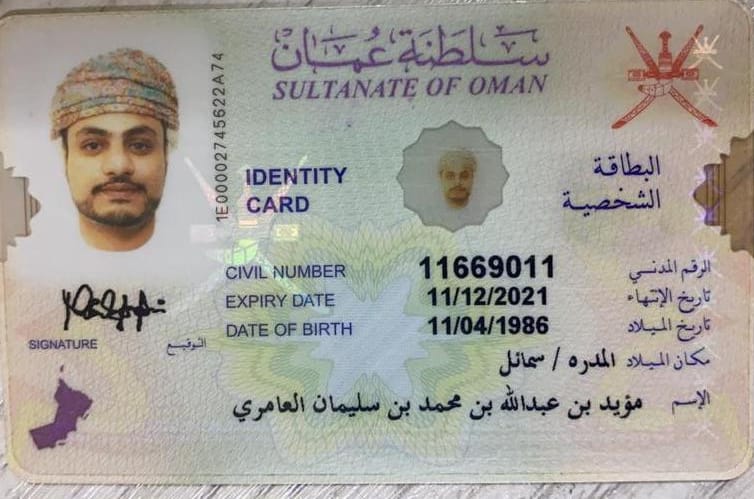 سلطنة عمان
SULTANATE OF OMAN
1E00002745622A74
IDENTITY CARD
البطاقة الشخصية
CIVIL NUMBER 11669011 الرقم المدني
EXPIRY DATE 11/12/2021 تاريخ الإنتهاء
DATE OF BIRTH 11/04/1986 تاريخ الميلاد
مكان الميلاد المدره / سمائل
الإسم مؤيد بن عبدالله بن محمد بن سليمان العامري
SIGNATURE التوقيع